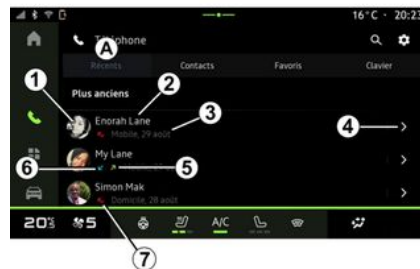 16°C · 20:23
Téléphone
A
Récents Contacts Favoris Clavier
Plus anciens
1 2 3 4
Enorah Lane
Mobile, 29 août
My Lane
6 5
Simon Mak
Domicile, 28 août
7
20 5 A/C